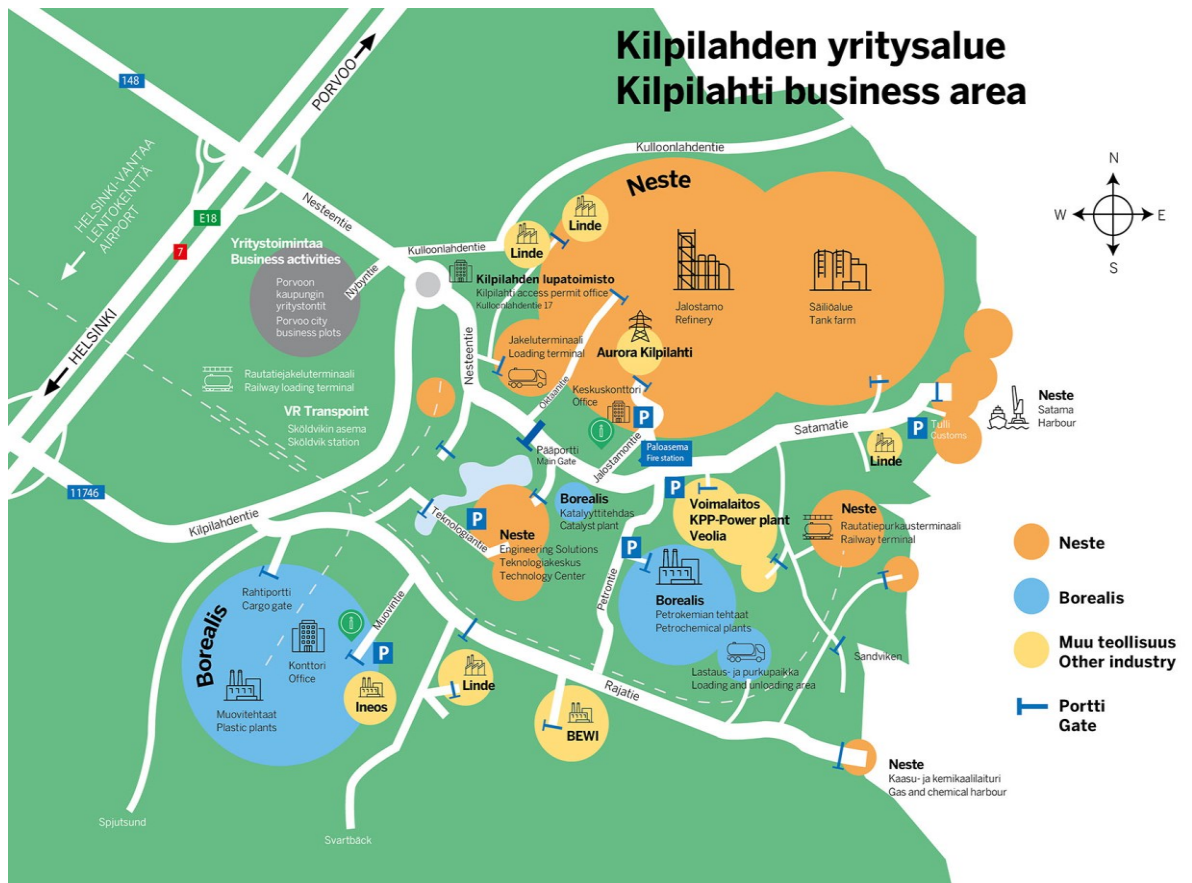 Kilpilahden yritysalue
Kilpilahti business area
148
PORVOO
HELSINKI-VANTAA
LENTOKENTTÄ
AIRPORT
E18
7
HELSINKI
Nesteentie
Kulloonlahdentie
Kulloonlahdentie
N
W
E
S
Yritystoimintaa
Business activities
Porvoon
kaupungin
yritystontit
Porvoo city
business plots
Nybyntie
Neste
Linde
Linde
Kilpilahden lupatoimisto
Kilpilahti access permit office
Kulloonlahdentie 17
Jalostamo
Refinery
Säiliöalue
Tank farm
Jakeluterminaali
Loading terminal
Aurora Kilpilahti
Nesteentie
Oktaanitie
Keskuskonttori
Office
P
Rautatiejakeluterminaali
Railway loading terminal
VR Transpoint
Sköldvikin asema
Sköldvik station
Pääportti
Main Gate
Jalostamontie
Paloasema
Fire station
Satamatie
P
Tulli
Customs
Neste
Satama
Harbour
Linde
11746
Kilpilahdentie
Teknologiantie
P
Neste
Engineering Solutions
Teknologiakeskus
Technology Center
Borealis
Katalyyttitehdas
Catalyst plant
P
Voimalaitos
KPP-Power plant
Veolia
Neste
Rautatiepurkausterminaali
Railway terminal
P
Petrontie
Borealis
Petrokemian tehtaat
Petrochemical plants
Lastaus- ja purkupaikka
Loading and unloading area
Sandviken
Borealis
Rahtiportti
Cargo gate
Konttori
Office
Muovitehtaat
Plastic plants
Muovintie
P
Ineos
Linde
BEWI
Rajatie
Neste
Kaasu- ja kemikaalilaituri
Gas and chemical harbour
Spjutsund
Svartbäck
Neste
Borealis
Muu teollisuus
Other industry
Portti
Gate